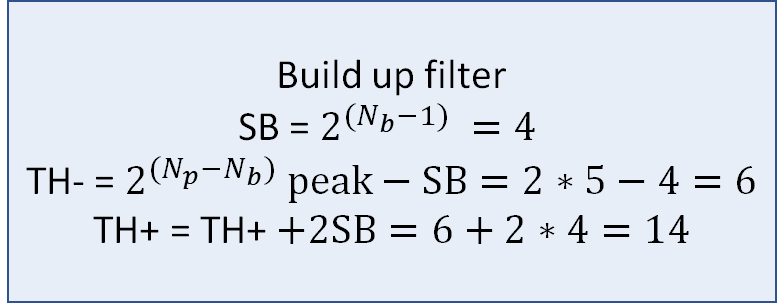 Build up filter
SB = 2^(N_b−1) = 4
TH- = 2^(N_p−N_b) peak − SB = 2 ∗ 5 − 4 = 6
TH+ = TH+ +2SB = 6 + 2 ∗ 4 = 14